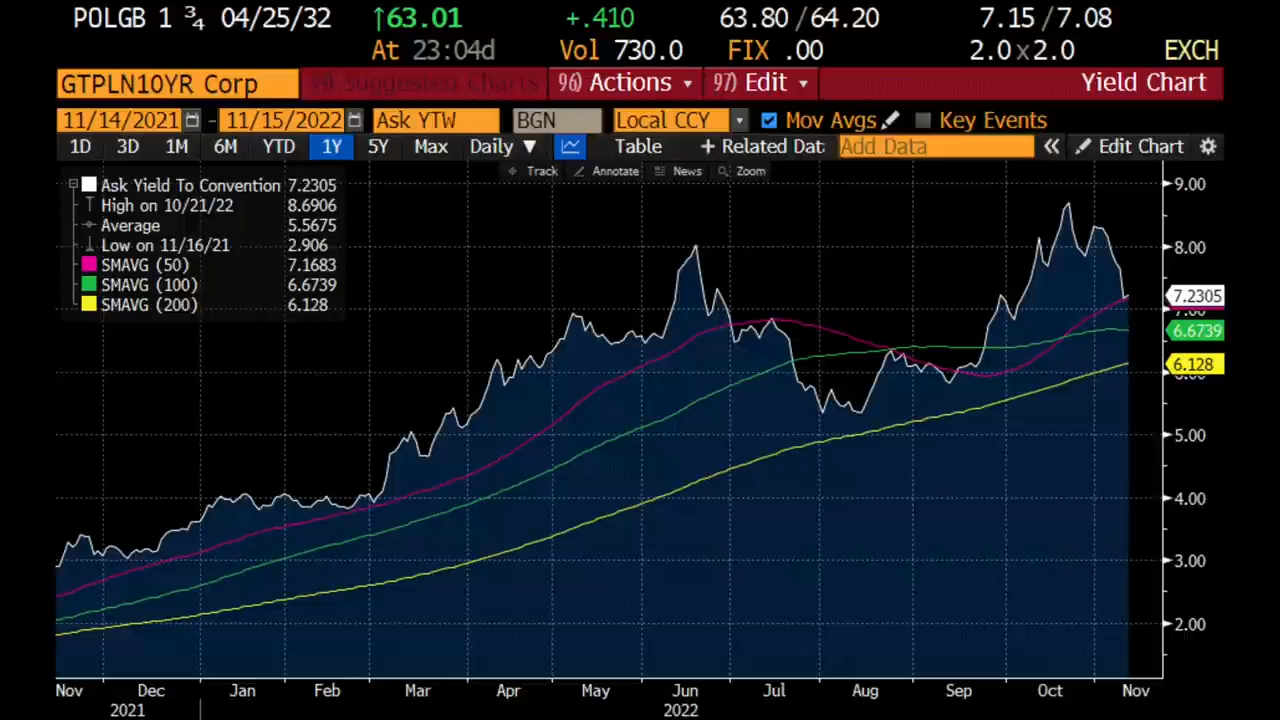 POLGB 1 ¾ 04/25/32 ↑63.01 +.410 63.80/64.20 7.15/7.08
At 23:04d Vol 730.0 FIX .00 2.0x2.0 EXCH
GTPLN10YR Corp Suggested Charts 96) Actions 97) Edit Yield Chart
11/14/2021 - 11/15/2022 Ask YTW BGN Local CCY Mov Avgs Key Events
1D 3D 1M 6M YTD 1Y 5Y Max Daily ▼ Table + Related Dat Add Data « Edit Chart
Track Annotate News Zoom
Ask Yield To Convention 7.2305
High on 10/21/22 8.6906
Average 5.5675
Low on 11/16/21 2.906
SMAVG (50) 7.1683
SMAVG (100) 6.6739
SMAVG (200) 6.128
9.00
8.00
7.2305
7.00
6.6739
6.128
6.00
5.00
4.00
3.00
2.00
Nov Dec Jan Feb Mar Apr May Jun Jul Aug Sep Oct Nov
2021 2022